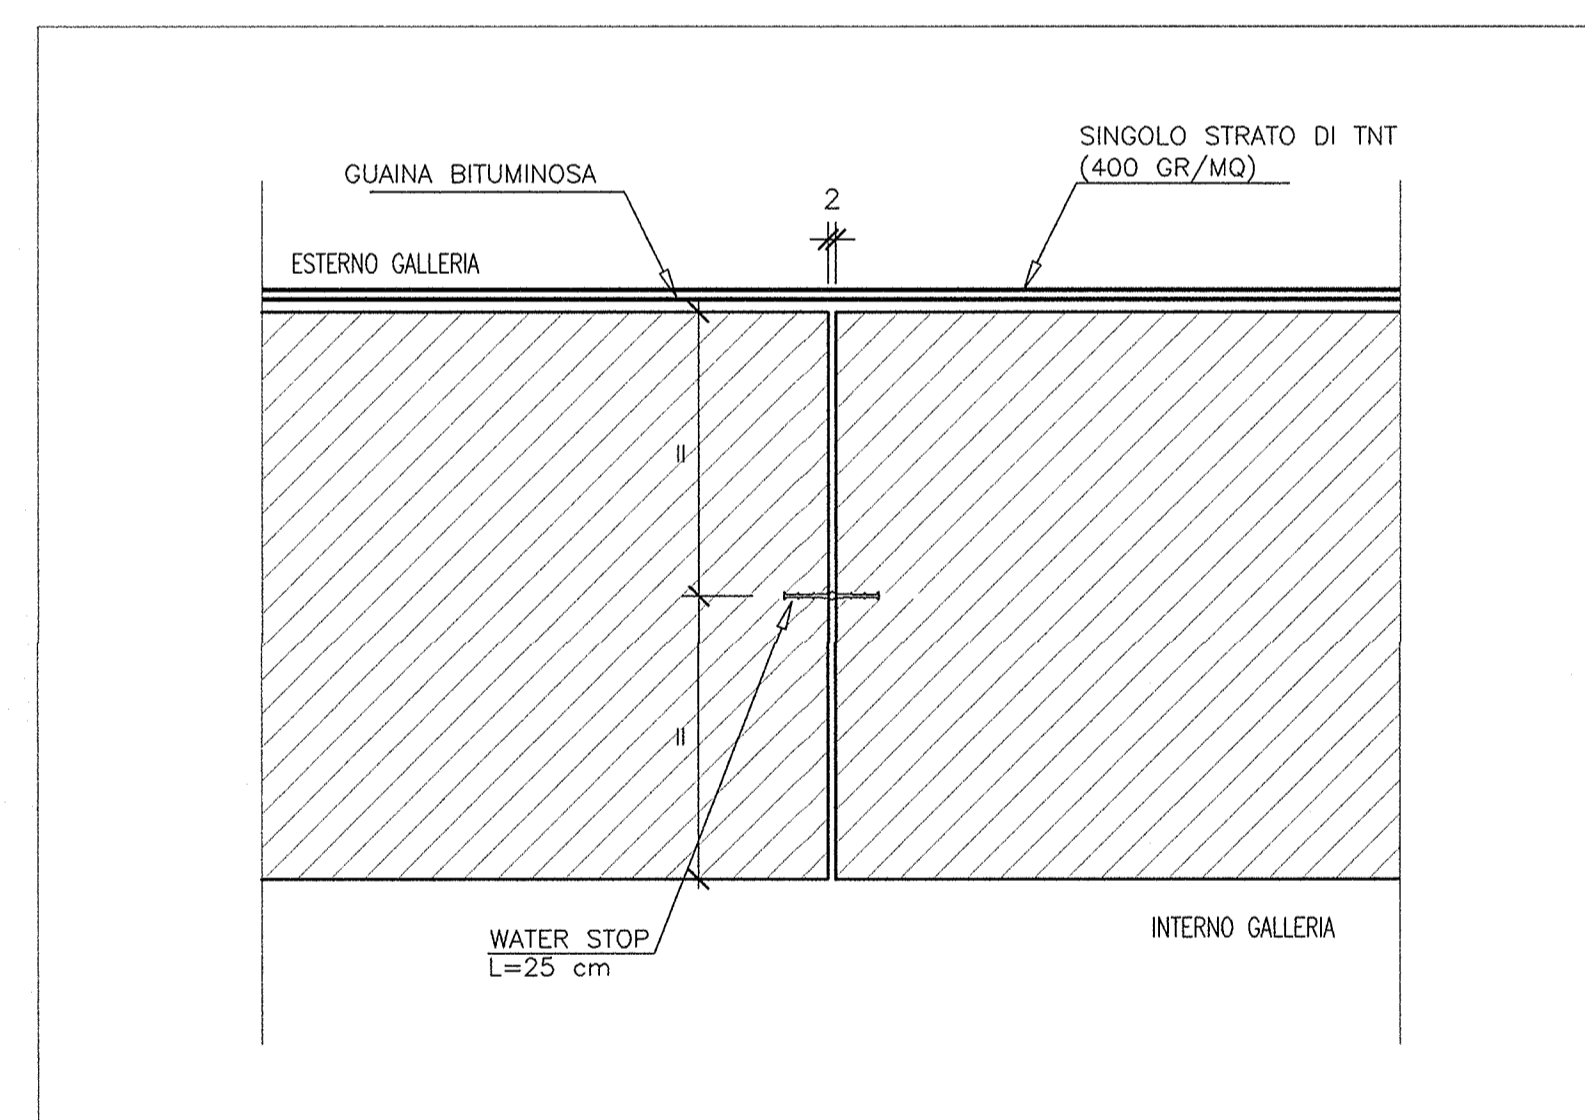 SINGOLO STRATO DI TNT
(400 GR/MQ)
GUAINA BITUMINOSA
2
ESTERNO GALLERIA
=
=
INTERNO GALLERIA
WATER STOP
L=25 cm